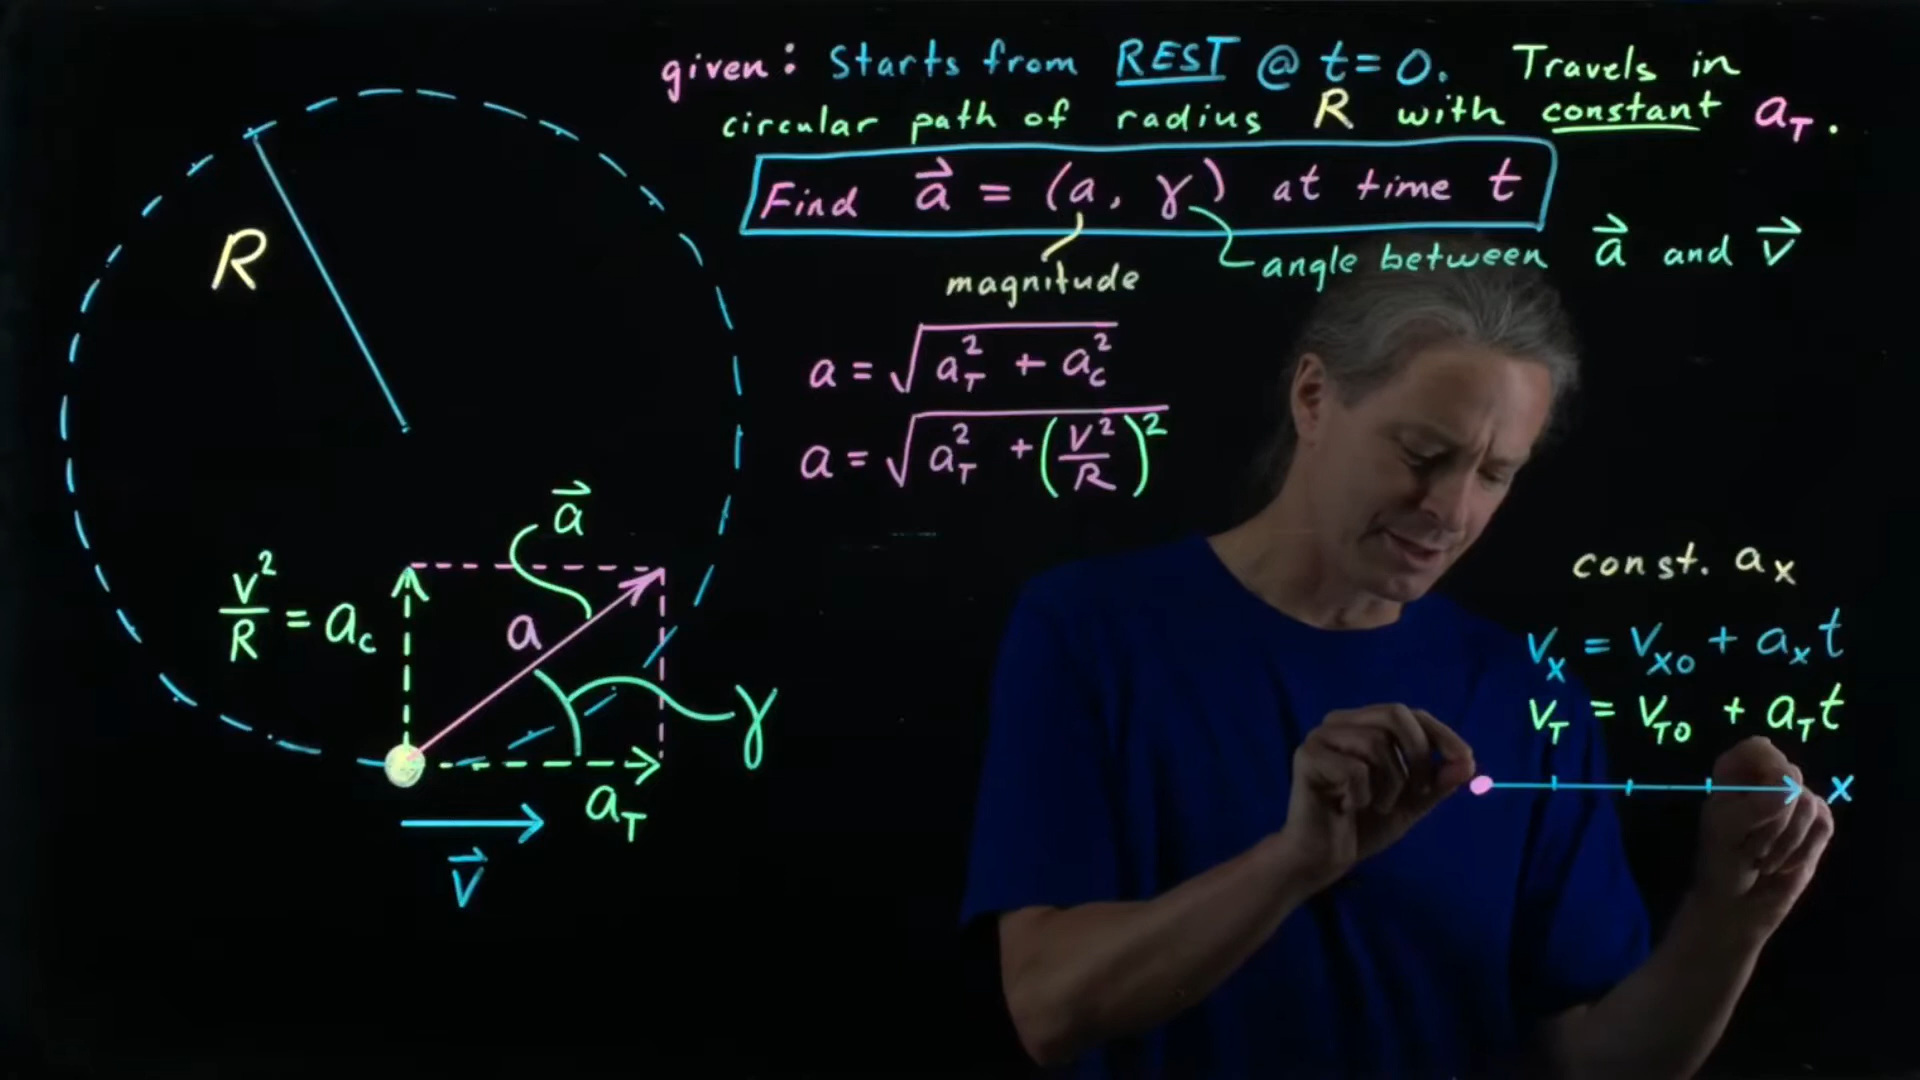 given: Starts from REST @ t=0. Travels in
circular path of radius R with constant a_T.
Find a⃗ = (a, γ) at time t
magnitude
angle between a⃗ and v⃗
a = √(a_T² + a_c²)
a = √(a_T² + (v²/R)²)
R
a⃗
v²/R = a_c
a
γ
a_T
v⃗
const. a_x
v_x = v_x0 + a_x t
v_T = v_T0 + a_T t
x